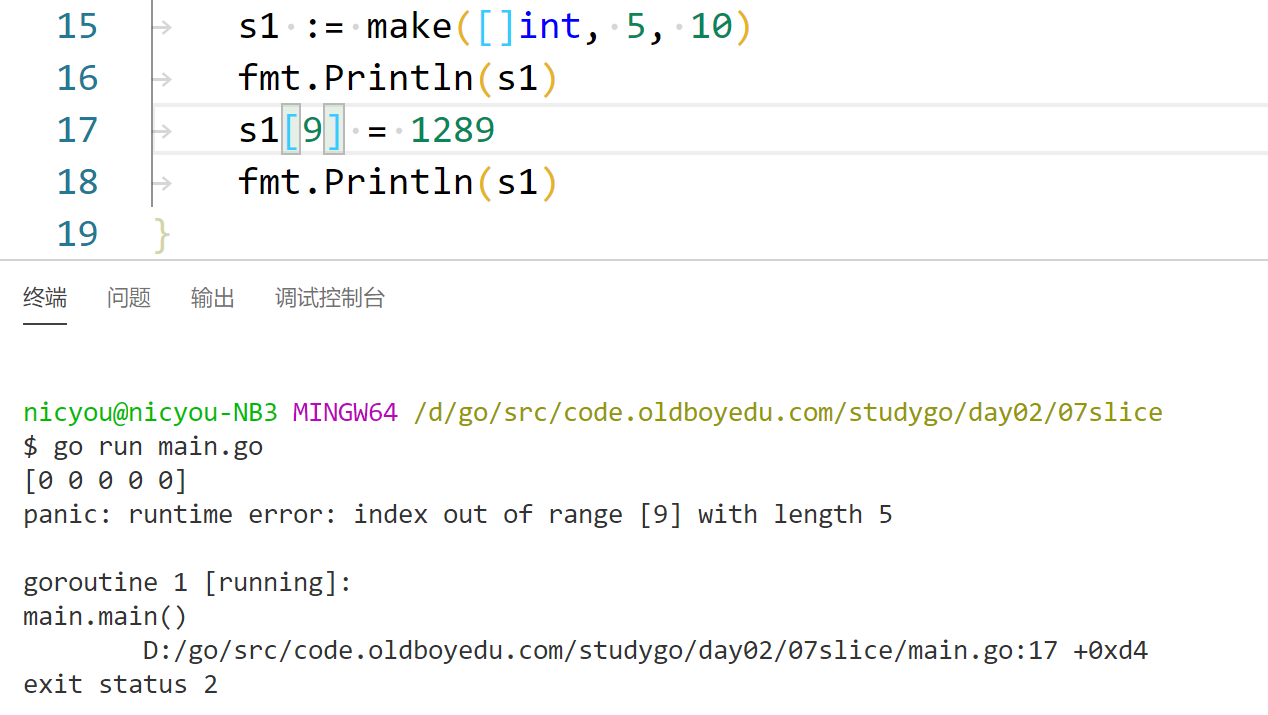 15 s1 := make([]int, 5, 10)
16 fmt.Println(s1)
17 s1[9] = 1289
18 fmt.Println(s1)
19 }
终端 问题 输出 调试控制台
nicyou@nicyou-NB3 MINGW64 /d/go/src/code.oldboyedu.com/studygo/day02/07slice
$ go run main.go
[0 0 0 0 0]
panic: runtime error: index out of range [9] with length 5
goroutine 1 [running]:
main.main()
D:/go/src/code.oldboyedu.com/studygo/day02/07slice/main.go:17 +0xd4
exit status 2